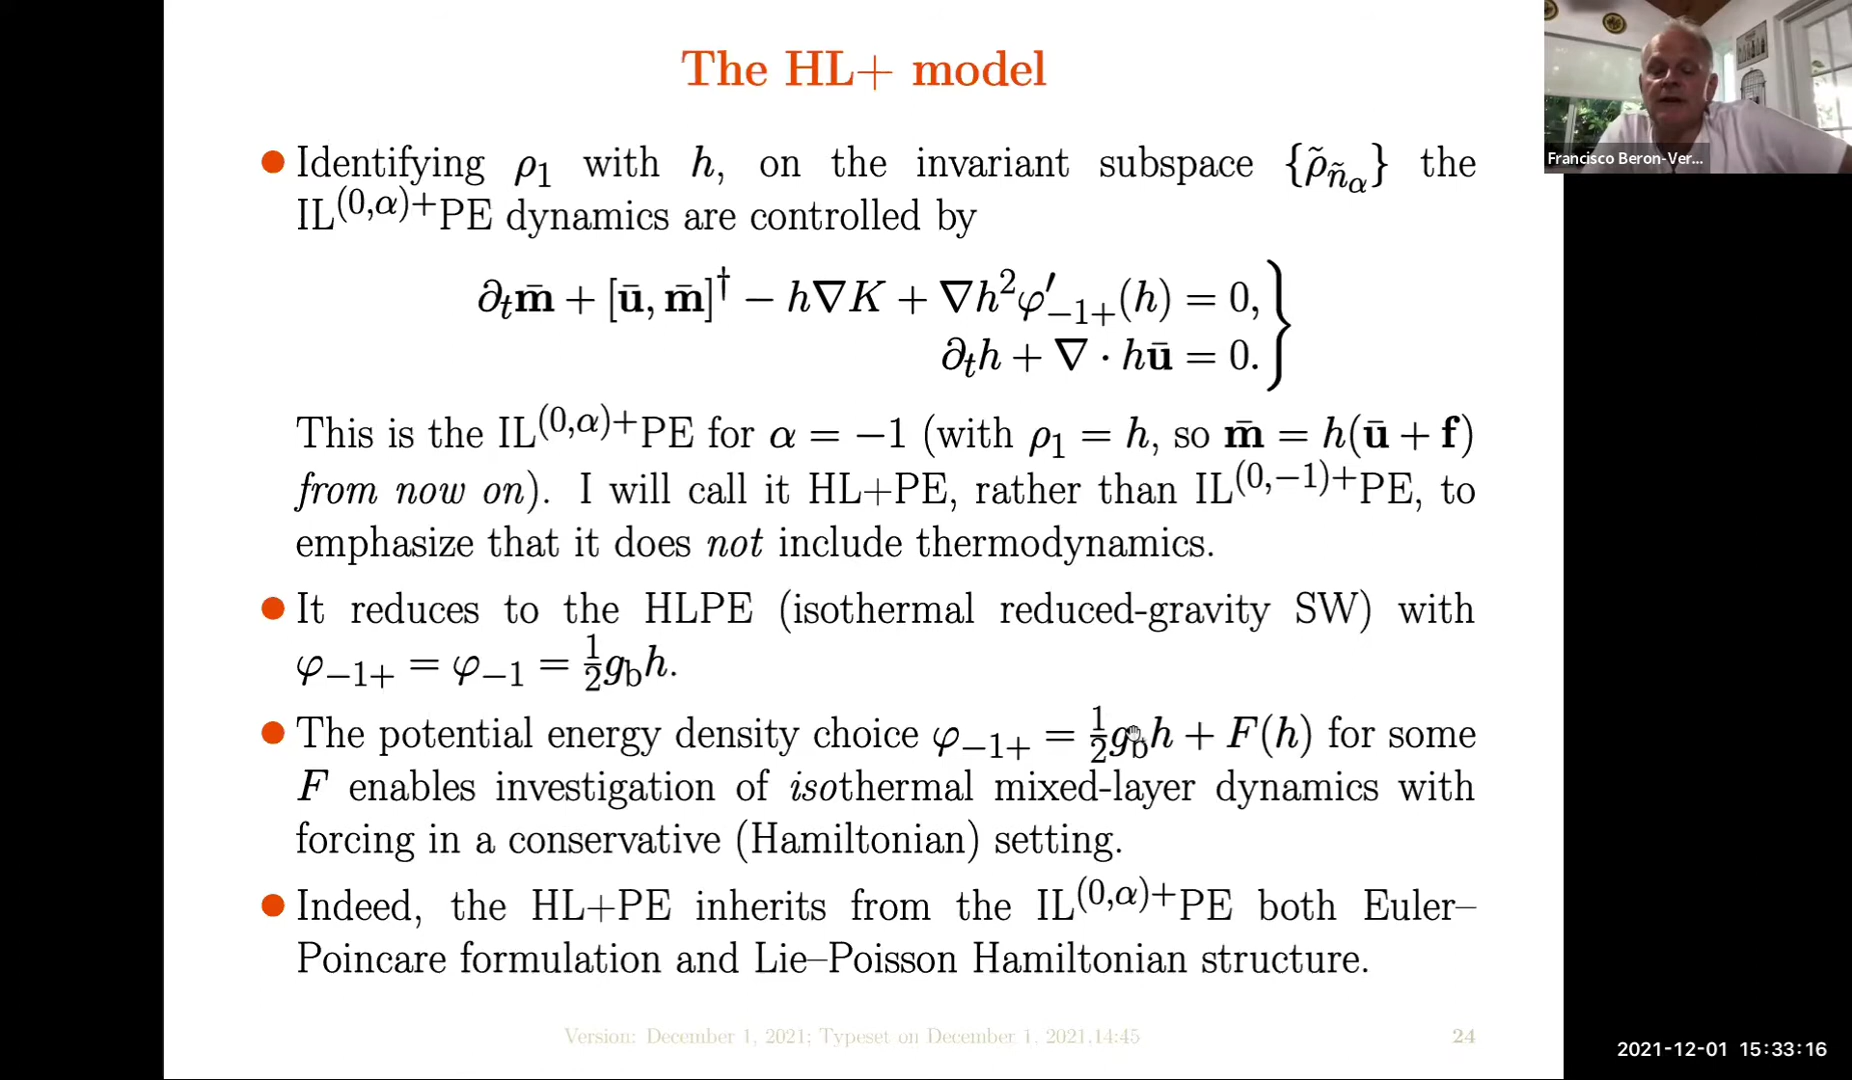 The HL+ model
Francisco Beron-Ver...
● Identifying ρ₁ with h, on the invariant subspace {ρ̃_ñ_α} the
IL^(0,α)+PE dynamics are controlled by
∂ₜm̄ + [ū, m̄]† − h∇K + ∇h²φ′₋₁₊(h) = 0,
∂ₜh + ∇ · hū = 0.
This is the IL^(0,α)+PE for α = −1 (with ρ₁ = h, so m̄ = h(ū + f)
from now on). I will call it HL+PE, rather than IL^(0,−1)+PE, to
emphasize that it does not include thermodynamics.
● It reduces to the HLPE (isothermal reduced-gravity SW) with
φ₋₁₊ = φ₋₁ = ½g_b h.
● The potential energy density choice φ₋₁₊ = ½g_b h + F(h) for some
F enables investigation of isothermal mixed-layer dynamics with
forcing in a conservative (Hamiltonian) setting.
● Indeed, the HL+PE inherits from the IL^(0,α)+PE both Euler–
Poincare formulation and Lie–Poisson Hamiltonian structure.
Version: December 1, 2021; Typeset on December 1, 2021.14:45
24
2021-12-01 15:33:16